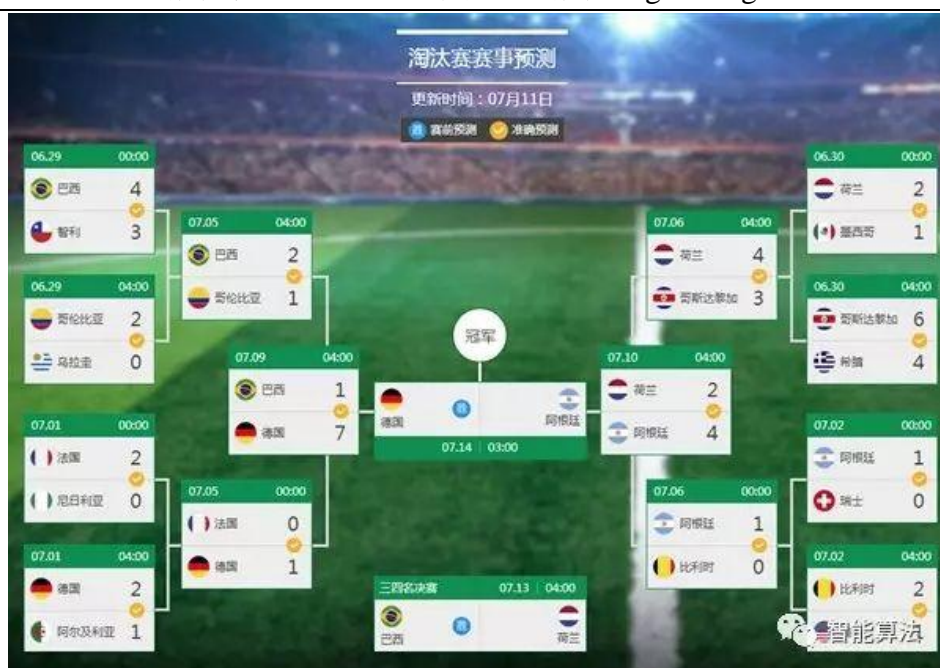 淘汰赛赛事预测
更新时间：07月11日
胜 赛前预测 准确预测
06.29 00:00
巴西 4
智利 3
06.29 04:00
哥伦比亚 2
乌拉圭 0
07.01 00:00
法国 2
尼日利亚 0
07.01 04:00
德国 2
阿尔及利亚 1
07.05 04:00
巴西 2
哥伦比亚 1
07.05 00:00
法国 0
德国 1
07.09 04:00
巴西 1
德国 7
冠军
德国 胜 阿根廷
07.14 03:00
三四名决赛 07.13 04:00
巴西 胜 荷兰
07.10 04:00
荷兰 2
阿根廷 4
07.06 04:00
荷兰 4
哥斯达黎加 3
07.06 00:00
阿根廷 1
比利时 0
06.30 00:00
荷兰 2
墨西哥 1
06.30 04:00
哥斯达黎加 6
希腊 4
07.02 00:00
阿根廷 1
瑞士 0
07.02 04:00
比利时 2
智能算法